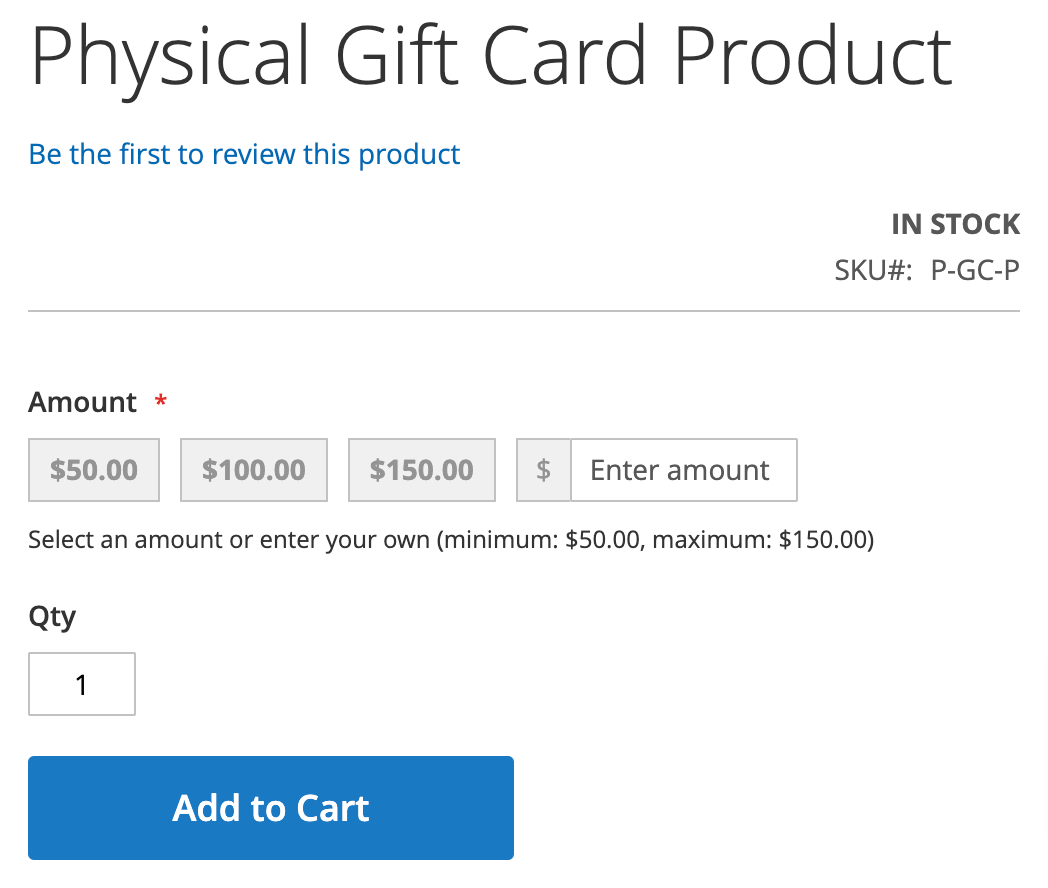 Physical Gift Card Product
Be the first to review this product
IN STOCK
SKU#: P-GC-P
Amount *
$50.00 $100.00 $150.00 $ Enter amount
Select an amount or enter your own (minimum: $50.00, maximum: $150.00)
Qty
1
Add to Cart